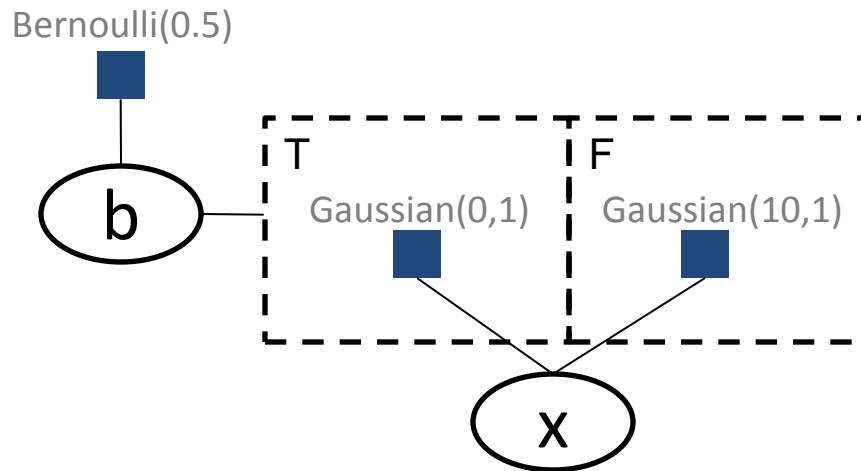 Bernoulli(0.5)
T
F
b
Gaussian(0,1)
Gaussian(10,1)
x